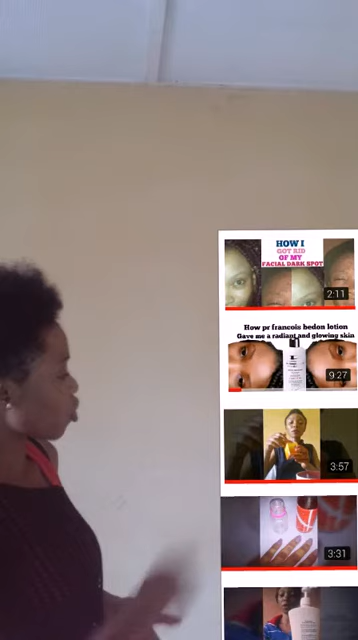 HOW I
GOT RID
OF MY
FACIAL DARK SPOT
2:11
How pr francois bedon lotion
Gave me a radiant and glowing skin
9:27
3:57
3:31